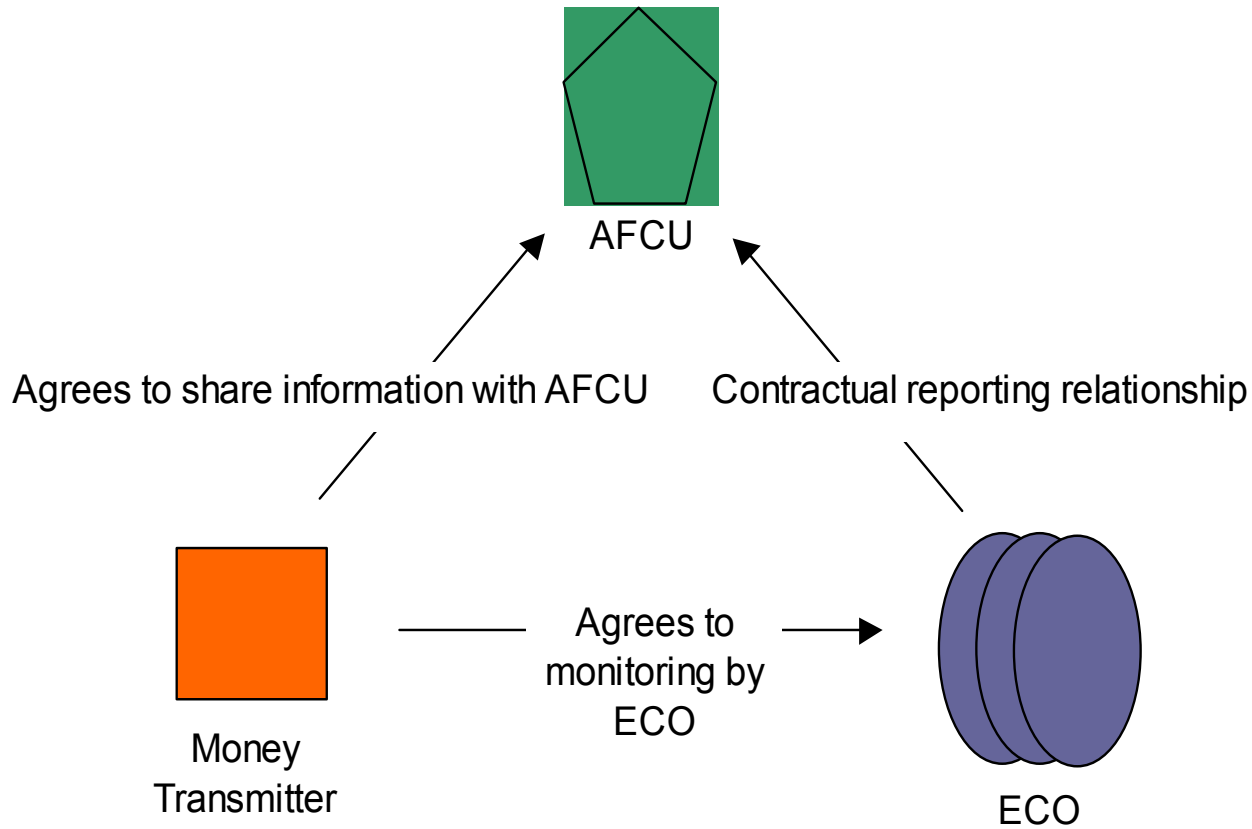 AFCU
Agrees to share information with AFCU
Contractual reporting relationship
Agrees to
monitoring by
ECO
Money
Transmitter
ECO